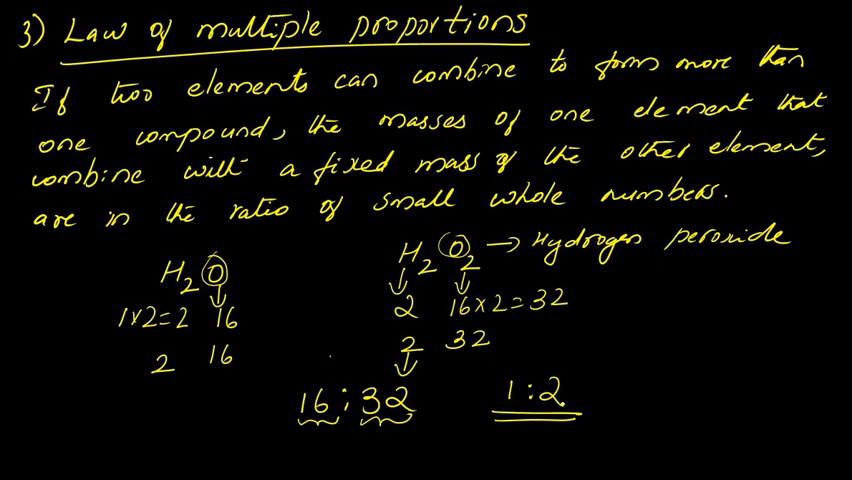 3) Law of multiple proportions
If two elements can combine to form more than
one compound, the masses of one element that
combine with a fixed mass of the other element,
are in the ratio of small whole numbers.
H2O H2O2 → Hydrogen peroxide
1×2=2 16 2 16×2=32
2 16 2 32
16:32 1:2